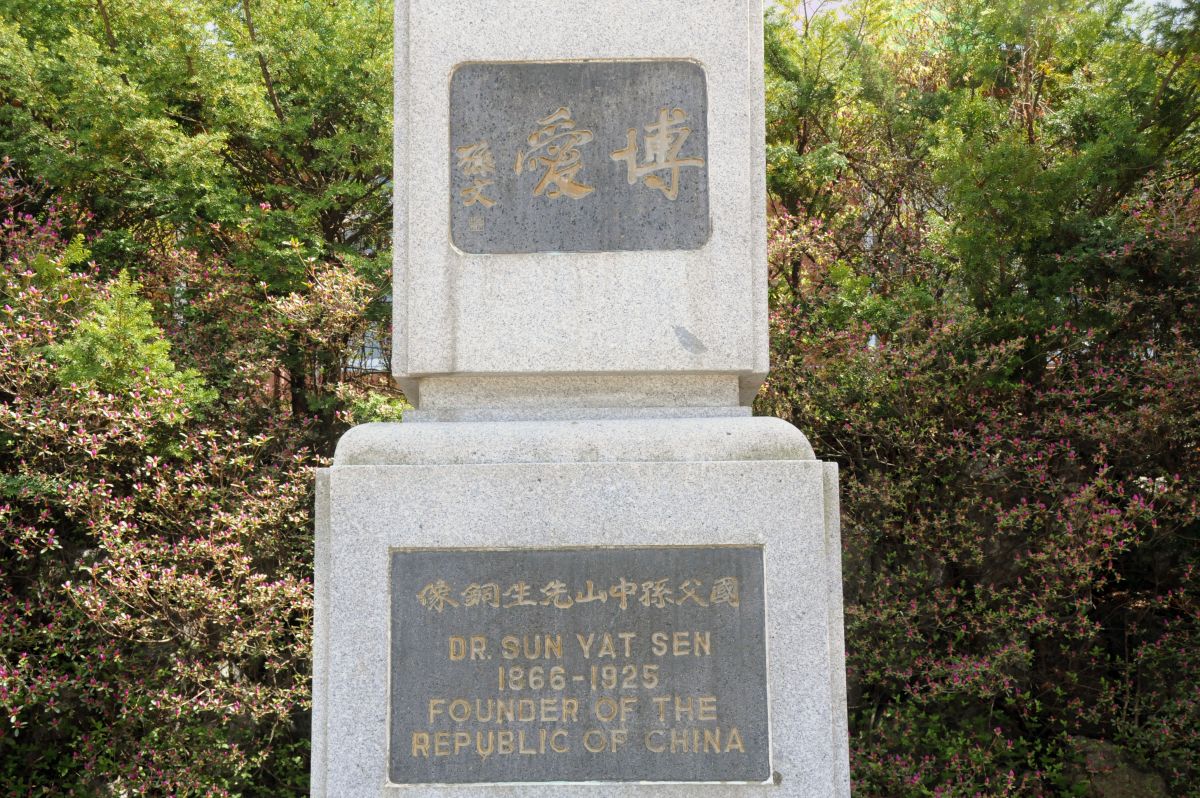 博愛
孫文
國父孫中山先生銅像
DR. SUN YAT SEN
1866-1925
FOUNDER OF THE
REPUBLIC OF CHINA